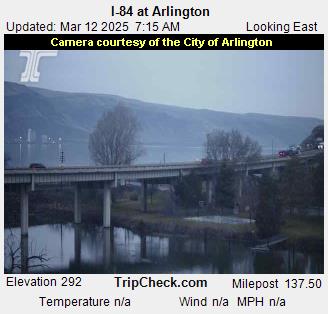 I-84 at Arlington
Updated: Mar 12 2025 7:15 AM Looking East
Camera courtesy of the City of Arlington
Elevation 292 TripCheck.com Milepost 137.50
Temperature n/a Wind n/a MPH n/a